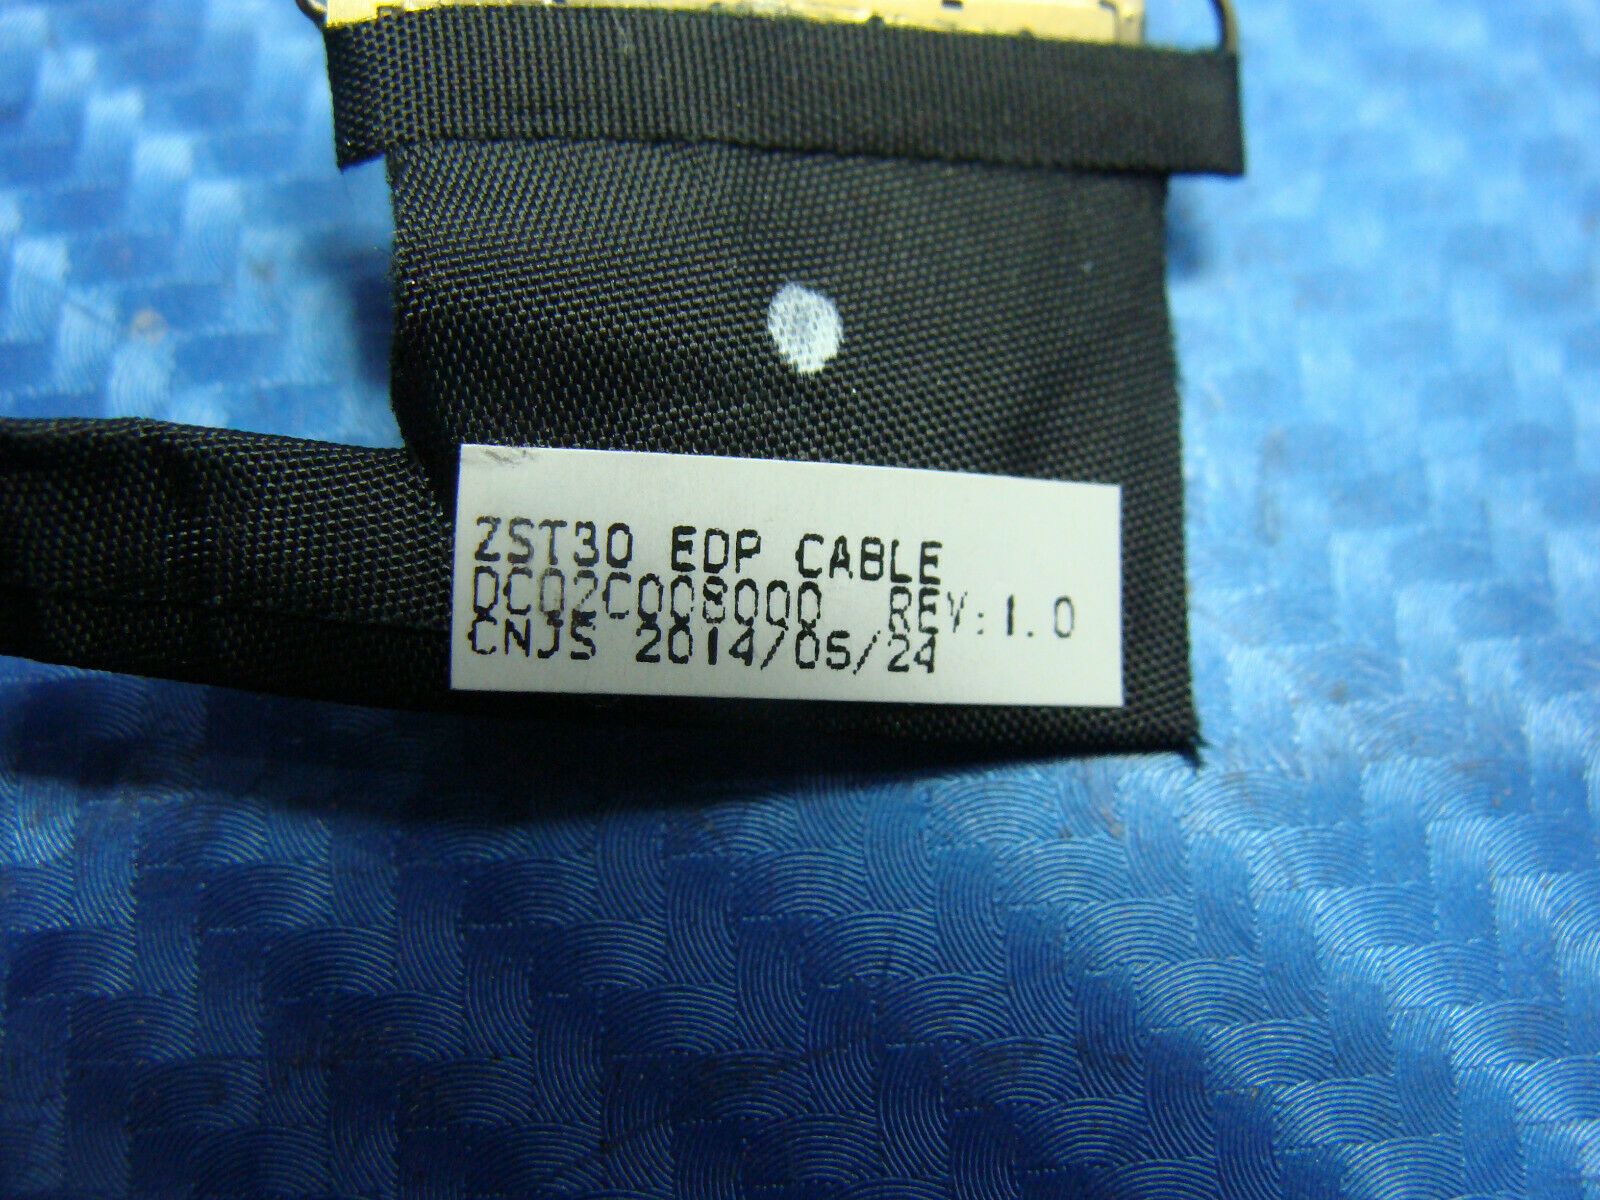 ZST30 EDP CABLE
DC02C008000 REV:1.0
CNJS 2014/05/24